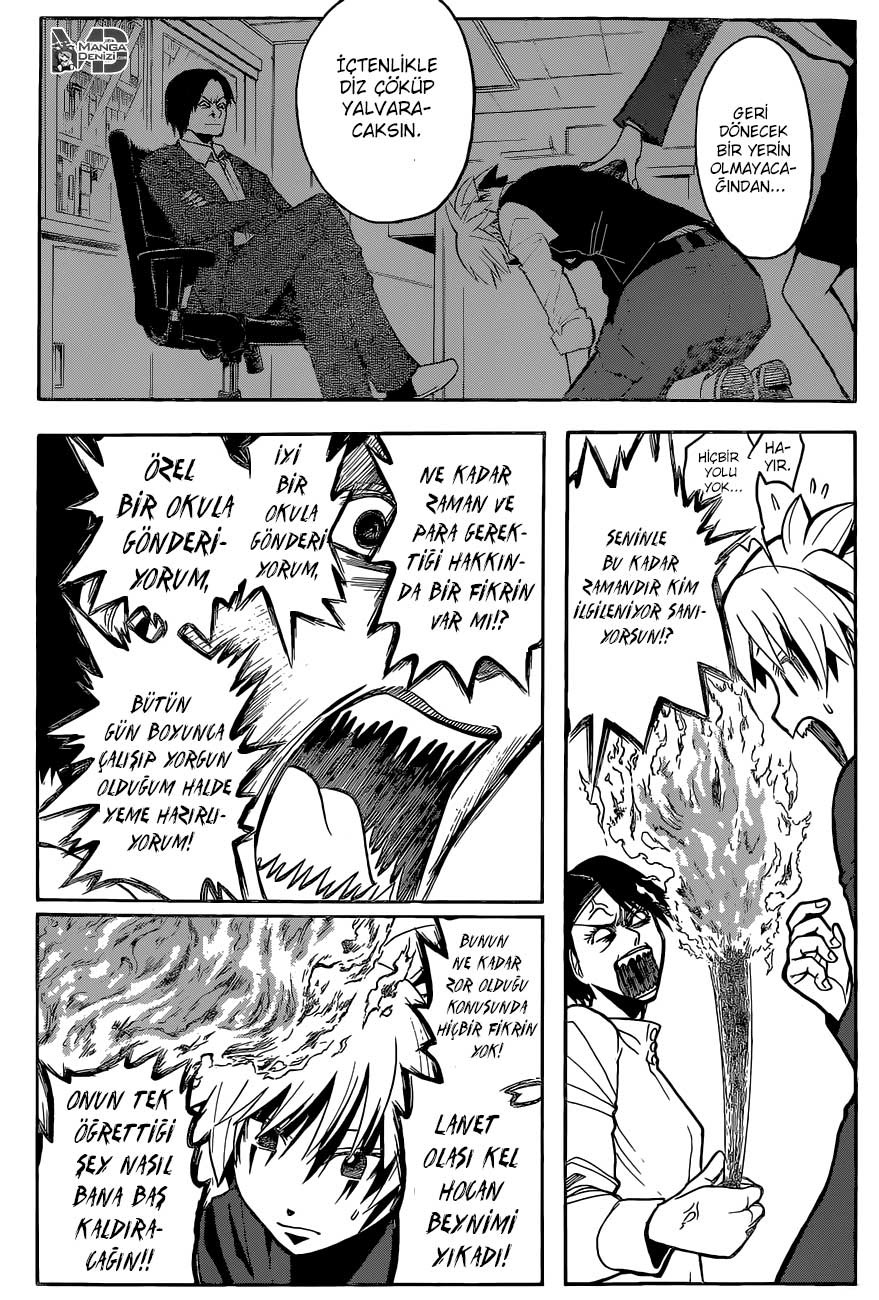 MANGA
DENİZİ
GERİ
DÖNECEK
BİR YERİN
OLMAYACA-
ĞINDAN...
İÇTENLİKLE
DİZ ÇÖKÜP
YALVARA-
CAKSIN.
HA-
YIR.
HİÇBİR
YOLU
YOK...
SENİNLE
BU KADAR
ZAMANDIR KİM
İLGİLENİYOR SANI-
YORSUN!?
NE KADAR
ZAMAN VE
PARA GEREK-
TİĞİ HAKKIN-
DA BİR FİKRİN
VAR MI!?
İYİ
BİR
OKULA
GÖNDERİ
YORUM,
ÖZEL
BİR OKULA
GÖNDERİ-
YORUM,
BÜTÜN
GÜN BOYUNCA
ÇALIŞIP YORGUN
OLDUĞUM HALDE
YEME HAZIRLI-
YORUM!
BUNUN
NE KADAR
ZOR OLDUĞU
KONUSUNDA
HİÇBİR FİKRİN
YOK!
LANET
OLASI KEL
HOCAN
BEYNİMİ
YIKADI!
ONUN TEK
ÖĞRETTİĞİ
ŞEY NASIL
BANA BAŞ
KALDIRA-
CAĞIN!!